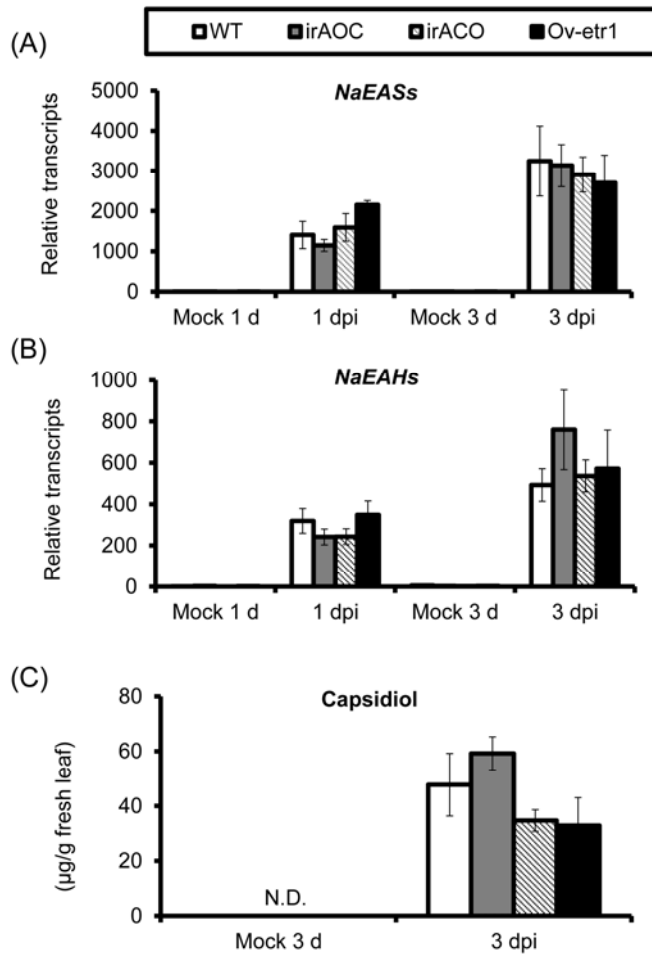 WT irAOC irACO Ov-etr1
(A)
NaEASs
Relative transcripts
5000
4000
3000
2000
1000
0
Mock 1 d 1 dpi Mock 3 d 3 dpi
(B)
NaEAHs
Relative transcripts
1000
800
600
400
200
0
Mock 1 d 1 dpi Mock 3 d 3 dpi
(C)
Capsidiol
(µg/g fresh leaf)
80
60
40
20
0
N.D.
Mock 3 d 3 dpi